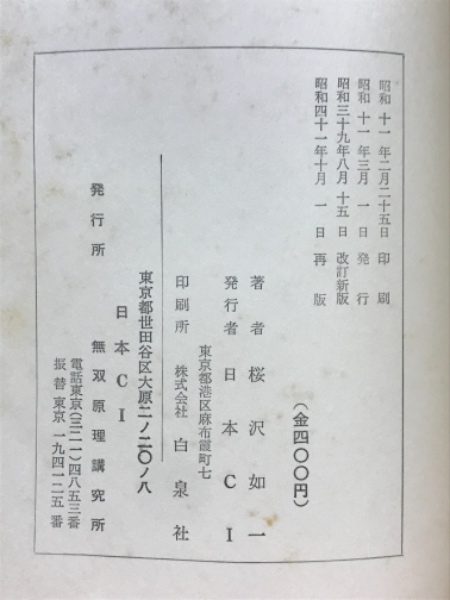 昭和十一年二月二十五日 印刷
昭和十一年三月一日 発行
昭和三十九年八月十五日 改訂新版
昭和四十一年十月一日 再版
(金四〇〇円)
著者 桜沢如一
発行者 日本CI
東京都港区麻布霞町七
印刷所 株式会社 白泉社
東京都世田谷区大原二ノ二〇ノ八
発行所 日本CI
無双原理講究所
電話東京(三二一)四八五三番
振替東京一九四一二五番